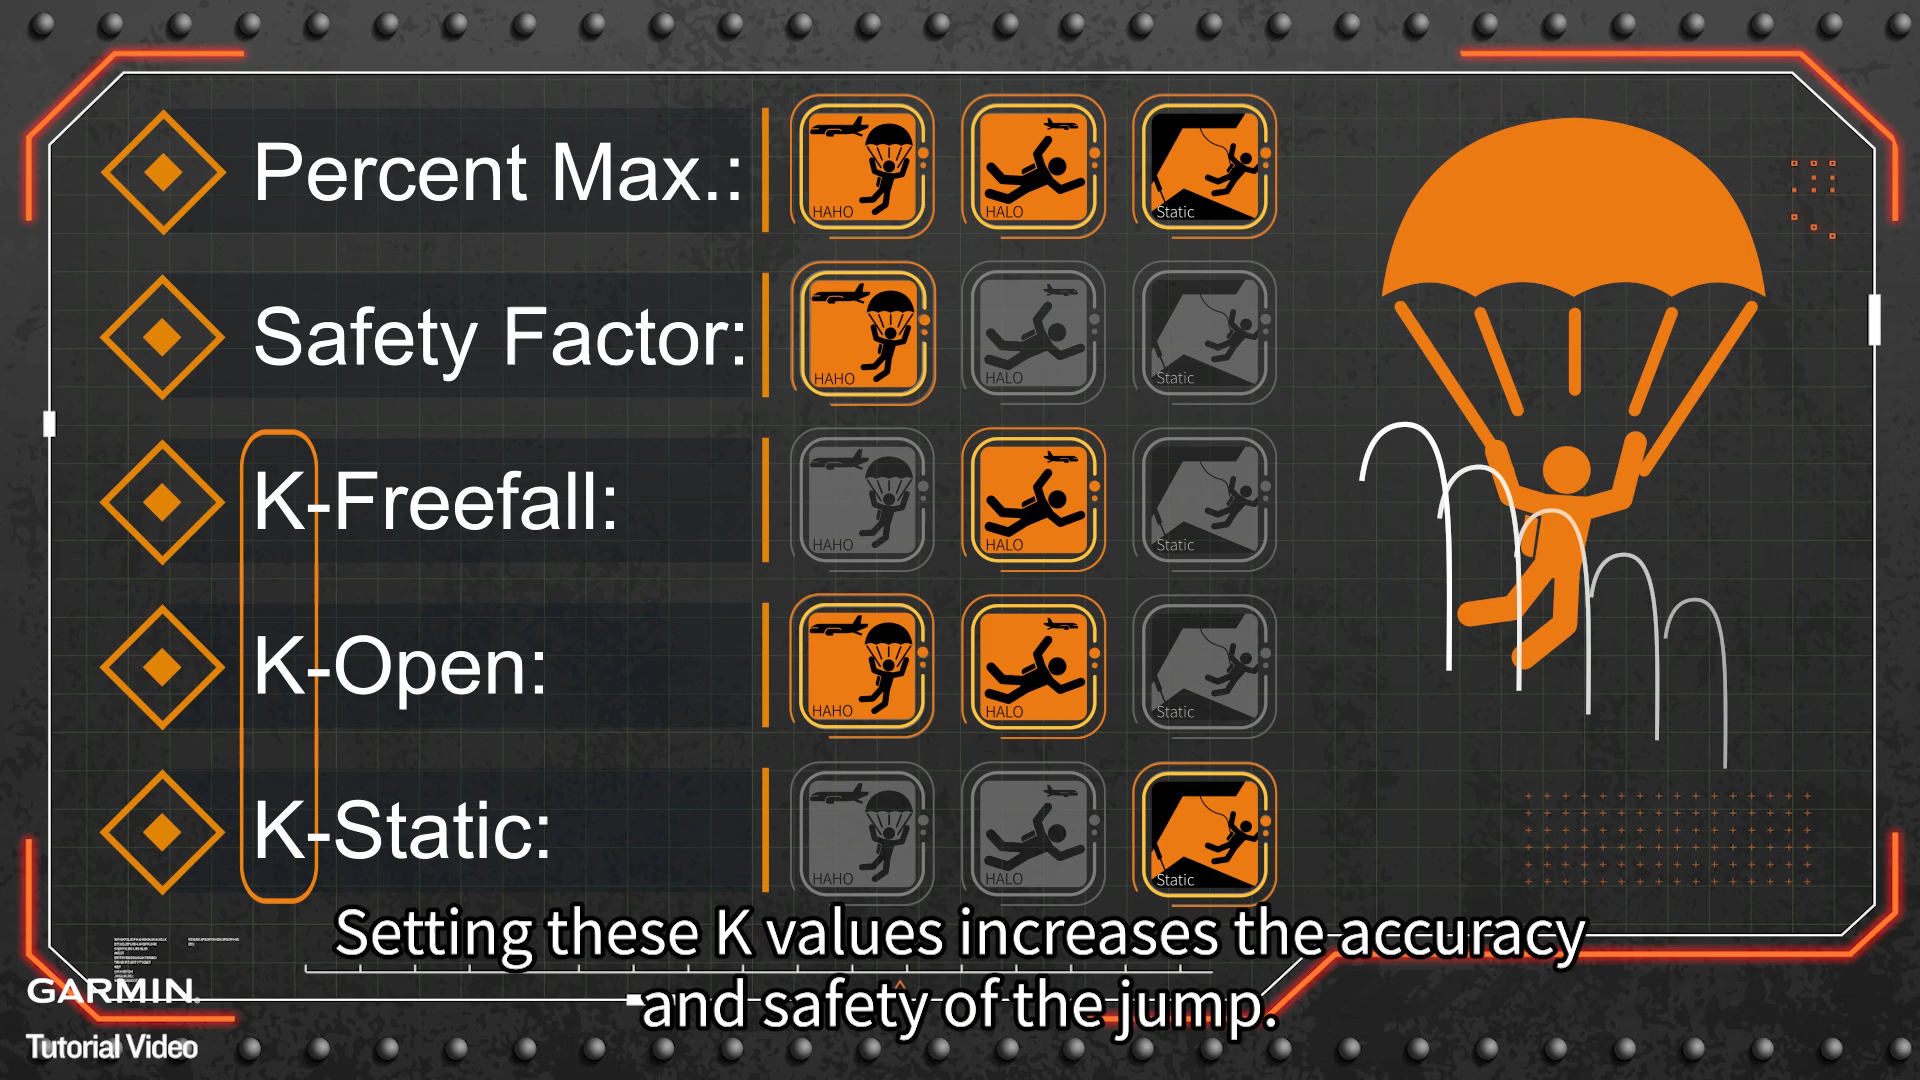 Percent Max.:
HAHO
HALO
Static
Safety Factor:
HAHO
HALO
Static
K-Freefall:
HAHO
HALO
Static
K-Open:
HAHO
HALO
Static
K-Static:
HAHO
HALO
Static
Setting these K values increases the accuracy
and safety of the jump.
GARMIN
Tutorial Video